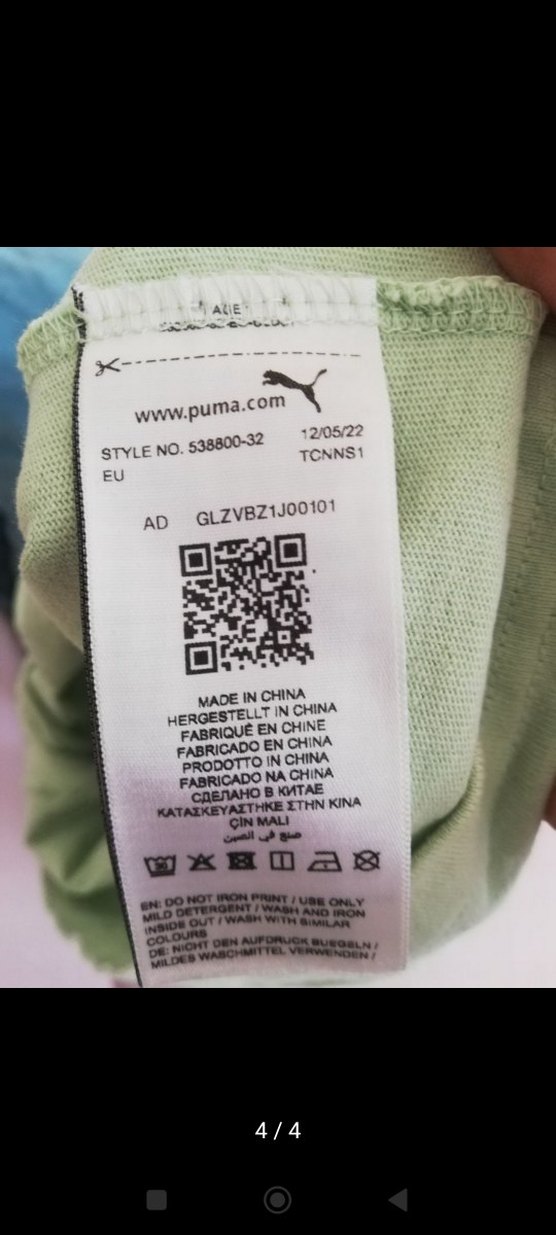 www.puma.com
STYLE NO. 538800-32 12/05/22
EU TCNNS1
AD GLZVBZ1J00101
MADE IN CHINA
HERGESTELLT IN CHINA
FABRIQUÉ EN CHINE
FABRICADO EN CHINA
PRODOTTO IN CHINA
FABRICADO NA CHINA
СДЕЛАНО В КИТАЕ
ΚΑΤΑΣΚΕΥΑΣΤΗΚΕ ΣΤΗΝ ΚΙΝΑ
ÇİN MALI
صنع في الصين
EN: DO NOT IRON PRINT / USE ONLY
MILD DETERGENT / WASH AND IRON
INSIDE OUT / WASH WITH SIMILAR
COLOURS
DE: NICHT DEN AUFDRUCK BUEGELN /
MILDES WASCHMITTEL VERWENDEN /
4 / 4